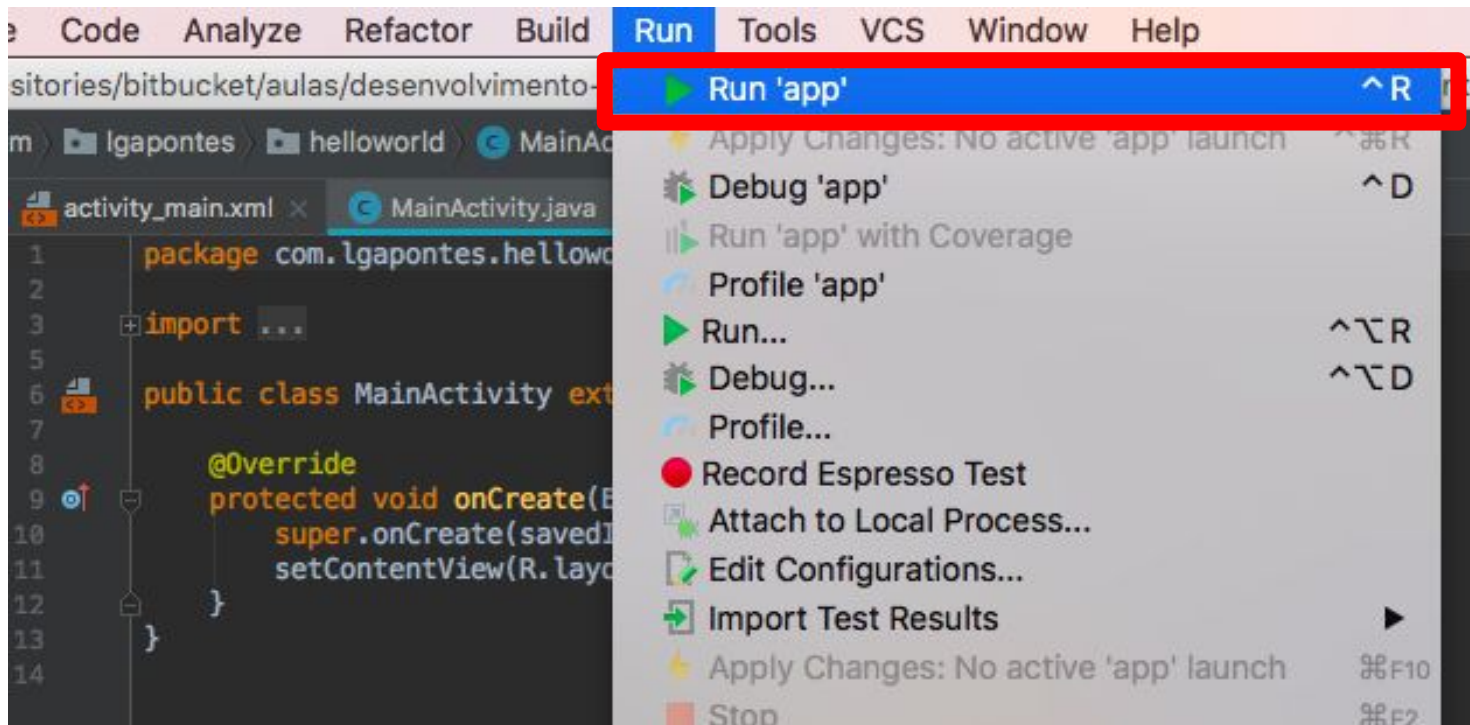 Code Analyze Refactor Build Run Tools VCS Window Help
sitories/bitbucket/aulas/desenvolvimento-
m lgapontes helloworld MainAc
activity_main.xml MainActivity.java
1 package com.lgapontes.hellowo
2
3 import ...
5
6 public class MainActivity ext
7
8 @Override
9 protected void onCreate(B
10 super.onCreate(savedI
11 setContentView(R.layo
12 }
13 }
14
Run 'app' ^R
Apply Changes: No active 'app' launch ^⌘R
Debug 'app' ^D
Run 'app' with Coverage
Profile 'app'
Run... ^⌥R
Debug... ^⌥D
Profile...
Record Espresso Test
Attach to Local Process...
Edit Configurations...
Import Test Results
Apply Changes: No active 'app' launch ⌘F10
Stop ⌘F2